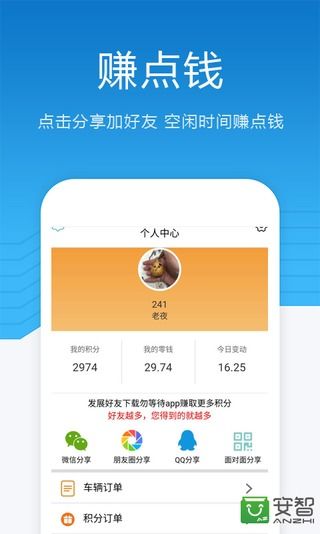 赚点钱
点击分享加好友 空闲时间赚点钱
个人中心
241
老夜
我的积分 我的零钱 今日变动
2974 29.74 16.25
发展好友下载勿等待app赚取更多积分
好友越多，您得到的就越多
微信分享 朋友圈分享 QQ分享 面对面分享
车辆订单
积分订单
安智
ANZHI